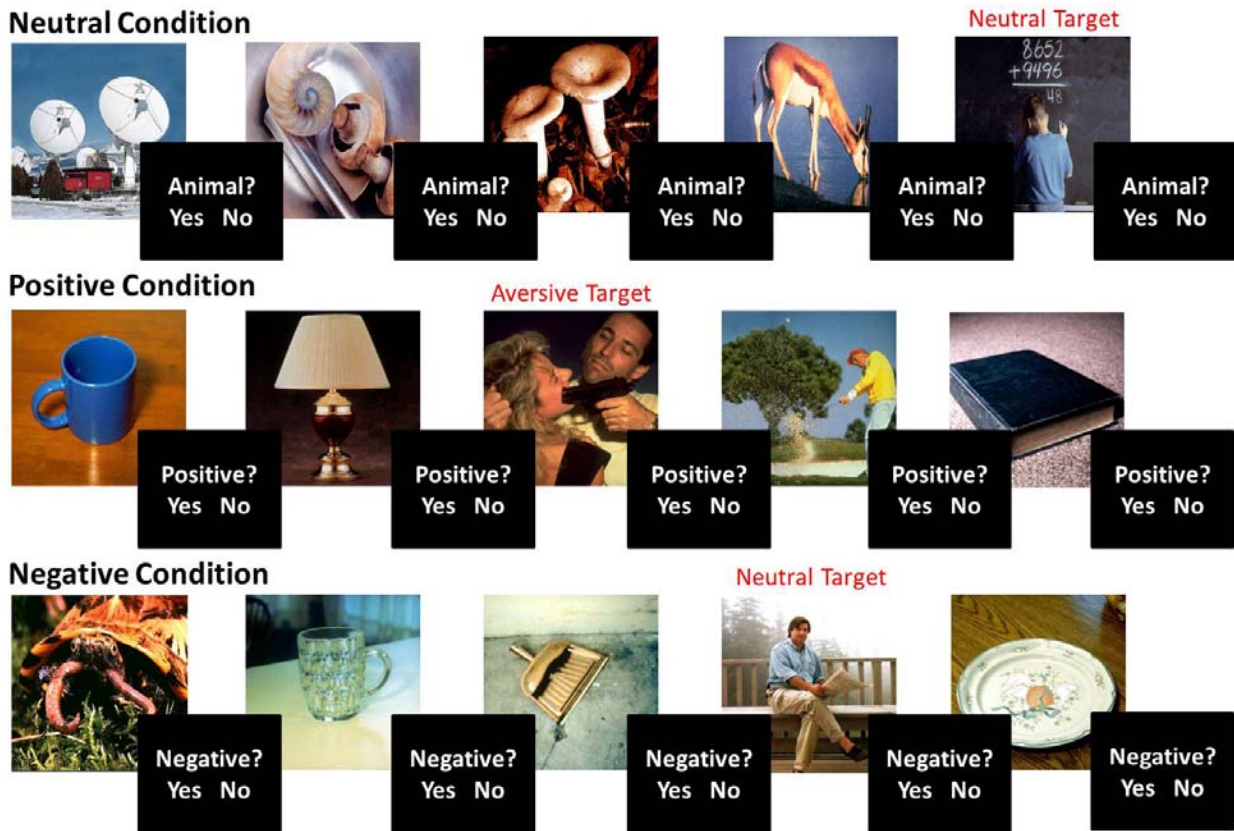 Neutral Condition
Neutral Target
8652
+9496
48
Animal?
Yes No
Animal?
Yes No
Animal?
Yes No
Animal?
Yes No
Animal?
Yes No
Positive Condition
Aversive Target
Positive?
Yes No
Positive?
Yes No
Positive?
Yes No
Positive?
Yes No
Positive?
Yes No
Negative Condition
Neutral Target
Negative?
Yes No
Negative?
Yes No
Negative?
Yes No
Negative?
Yes No
Negative?
Yes No